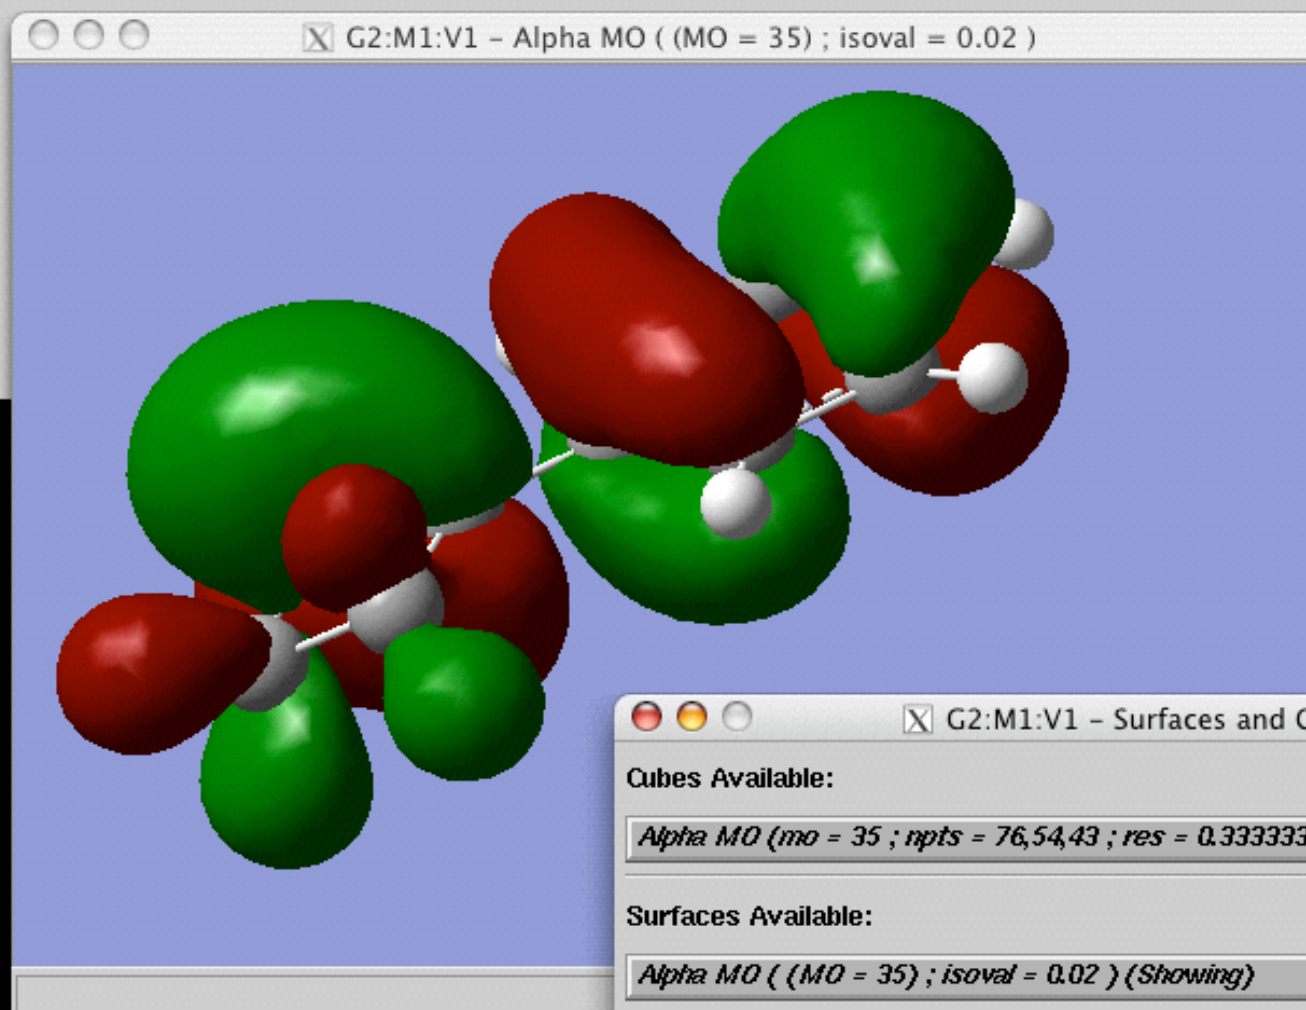 G2:M1:V1 - Alpha MO ( (MO = 35) ; isoval = 0.02 )
G2:M1:V1 - Surfaces and
Cubes Available:
Alpha MO (mo = 35 ; npts = 76,54,43 ; res = 0.333333
Surfaces Available:
Alpha MO ( (MO = 35) ; isoval = 0.02 ) (Showing)